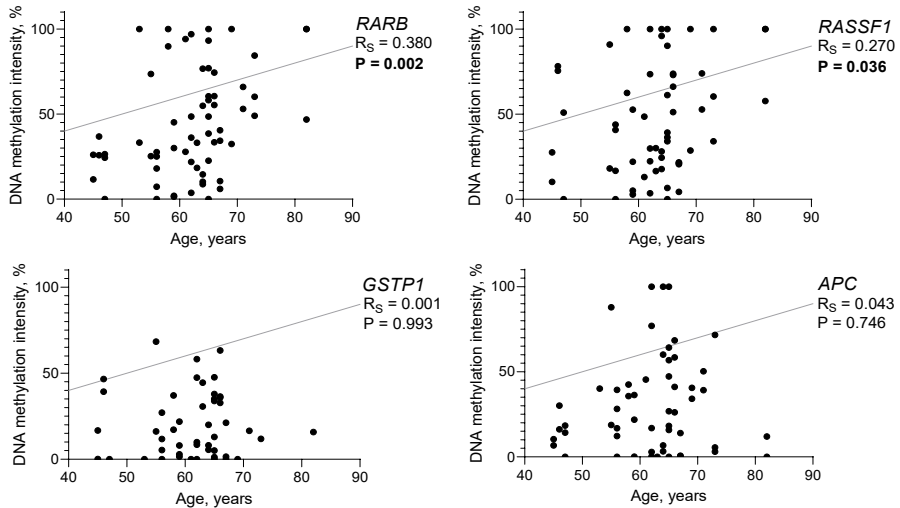 DNA methylation intensity, %
100
50
0
40 50 60 70 80 90
Age, years
RARB
R_S = 0.380
P = 0.002
DNA methylation intensity, %
100
50
0
40 50 60 70 80 90
Age, years
RASSF1
R_S = 0.270
P = 0.036
DNA methylation intensity, %
100
50
0
40 50 60 70 80 90
Age, years
GSTP1
R_S = 0.001
P = 0.993
DNA methylation intensity, %
100
50
0
40 50 60 70 80 90
Age, years
APC
R_S = 0.043
P = 0.746